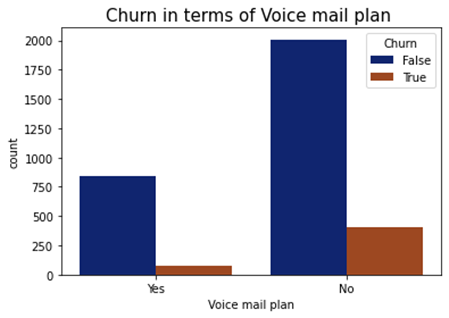 Churn in terms of Voice mail plan
Churn
False
True
2000
1750
1500
1250
1000
750
500
250
0
count
Yes
No
Voice mail plan